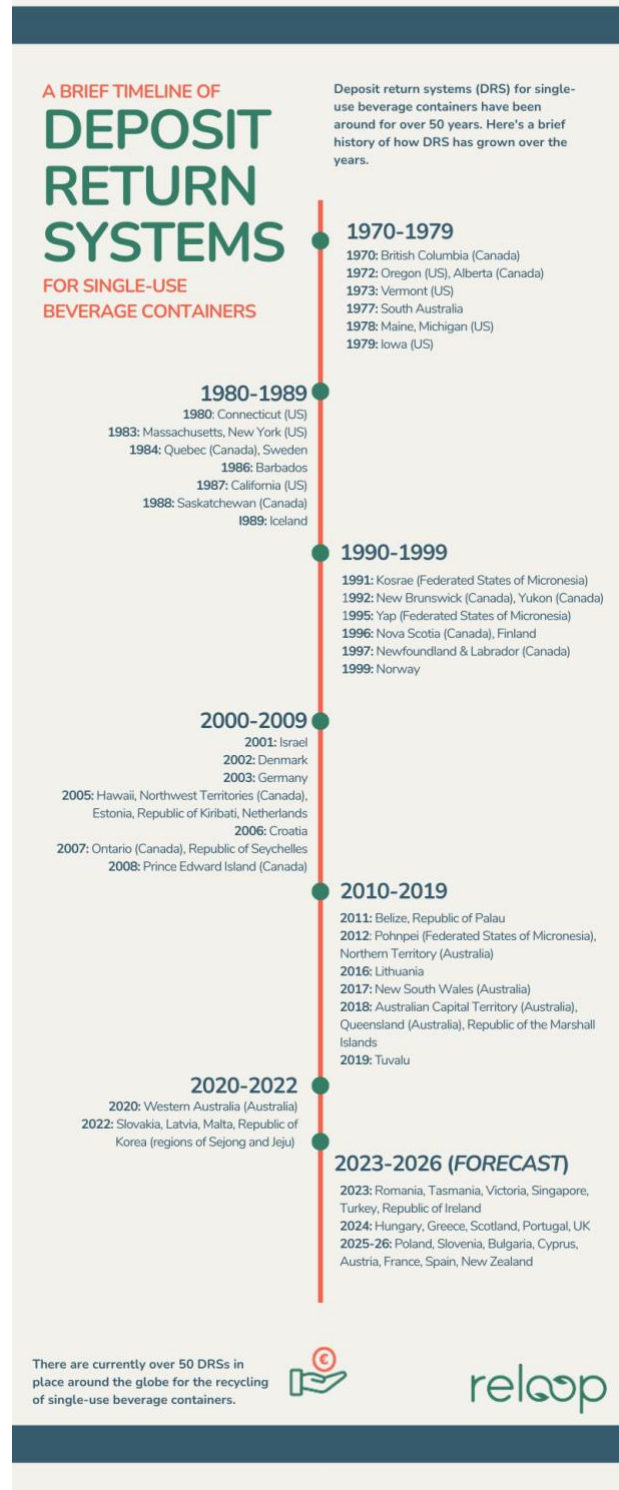 A BRIEF TIMELINE OF
DEPOSIT
RETURN
SYSTEMS
FOR SINGLE-USE
BEVERAGE CONTAINERS
Deposit return systems (DRS) for single-
use beverage containers have been
around for over 50 years. Here's a brief
history of how DRS has grown over the
years.
1970-1979
1970: British Columbia (Canada)
1972: Oregon (US), Alberta (Canada)
1973: Vermont (US)
1977: South Australia
1978: Maine, Michigan (US)
1979: Iowa (US)
1980-1989
1980: Connecticut (US)
1983: Massachusetts, New York (US)
1984: Quebec (Canada), Sweden
1986: Barbados
1987: California (US)
1988: Saskatchewan (Canada)
1989: Iceland
1990-1999
1991: Kosrae (Federated States of Micronesia)
1992: New Brunswick (Canada), Yukon (Canada)
1995: Yap (Federated States of Micronesia)
1996: Nova Scotia (Canada), Finland
1997: Newfoundland & Labrador (Canada)
1999: Norway
2000-2009
2001: Israel
2002: Denmark
2003: Germany
2005: Hawaii, Northwest Territories (Canada),
Estonia, Republic of Kiribati, Netherlands
2006: Croatia
2007: Ontario (Canada), Republic of Seychelles
2008: Prince Edward Island (Canada)
2010-2019
2011: Belize, Republic of Palau
2012: Pohnpei (Federated States of Micronesia),
Northern Territory (Australia)
2016: Lithuania
2017: New South Wales (Australia)
2018: Australian Capital Territory (Australia),
Queensland (Australia), Republic of the Marshall
Islands
2019: Tuvalu
2020-2022
2020: Western Australia (Australia)
2022: Slovakia, Latvia, Malta, Republic of
Korea (regions of Sejong and Jeju)
2023-2026 (FORECAST)
2023: Romania, Tasmania, Victoria, Singapore,
Turkey, Republic of Ireland
2024: Hungary, Greece, Scotland, Portugal, UK
2025-26: Poland, Slovenia, Bulgaria, Cyprus,
Austria, France, Spain, New Zealand
There are currently over 50 DRSs in
place around the globe for the recycling
of single-use beverage containers.
€
reloop